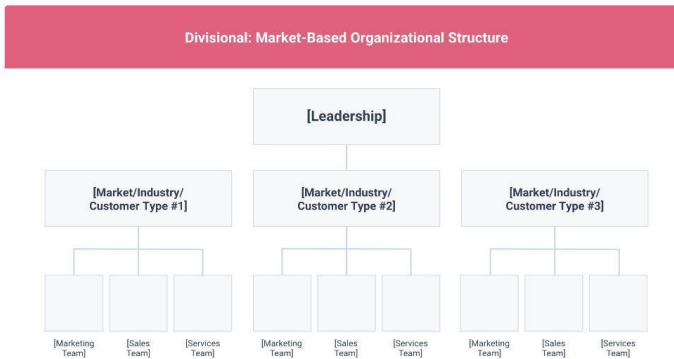 Divisional: Market-Based Organizational Structure
[Leadership]
[Market/Industry/
Customer Type #1]
[Market/Industry/
Customer Type #2]
[Market/Industry/
Customer Type #3]
[Marketing
Team]
[Sales
Team]
[Services
Team]
[Marketing
Team]
[Sales
Team]
[Services
Team]
[Marketing
Team]
[Sales
Team]
[Services
Team]